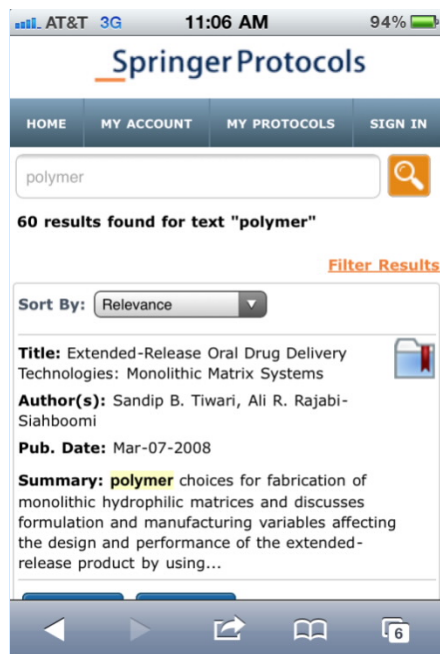 AT&T 3G 11:06 AM 94%
SpringerProtocols
HOME MY ACCOUNT MY PROTOCOLS SIGN IN
polymer
60 results found for text "polymer"
Filter Results
Sort By: Relevance
Title: Extended-Release Oral Drug Delivery
Technologies: Monolithic Matrix Systems
Author(s): Sandip B. Tiwari, Ali R. Rajabi-
Siahboomi
Pub. Date: Mar-07-2008
Summary: polymer choices for fabrication of
monolithic hydrophilic matrices and discusses
formulation and manufacturing variables affecting
the design and performance of the extended-
release product by using...
6